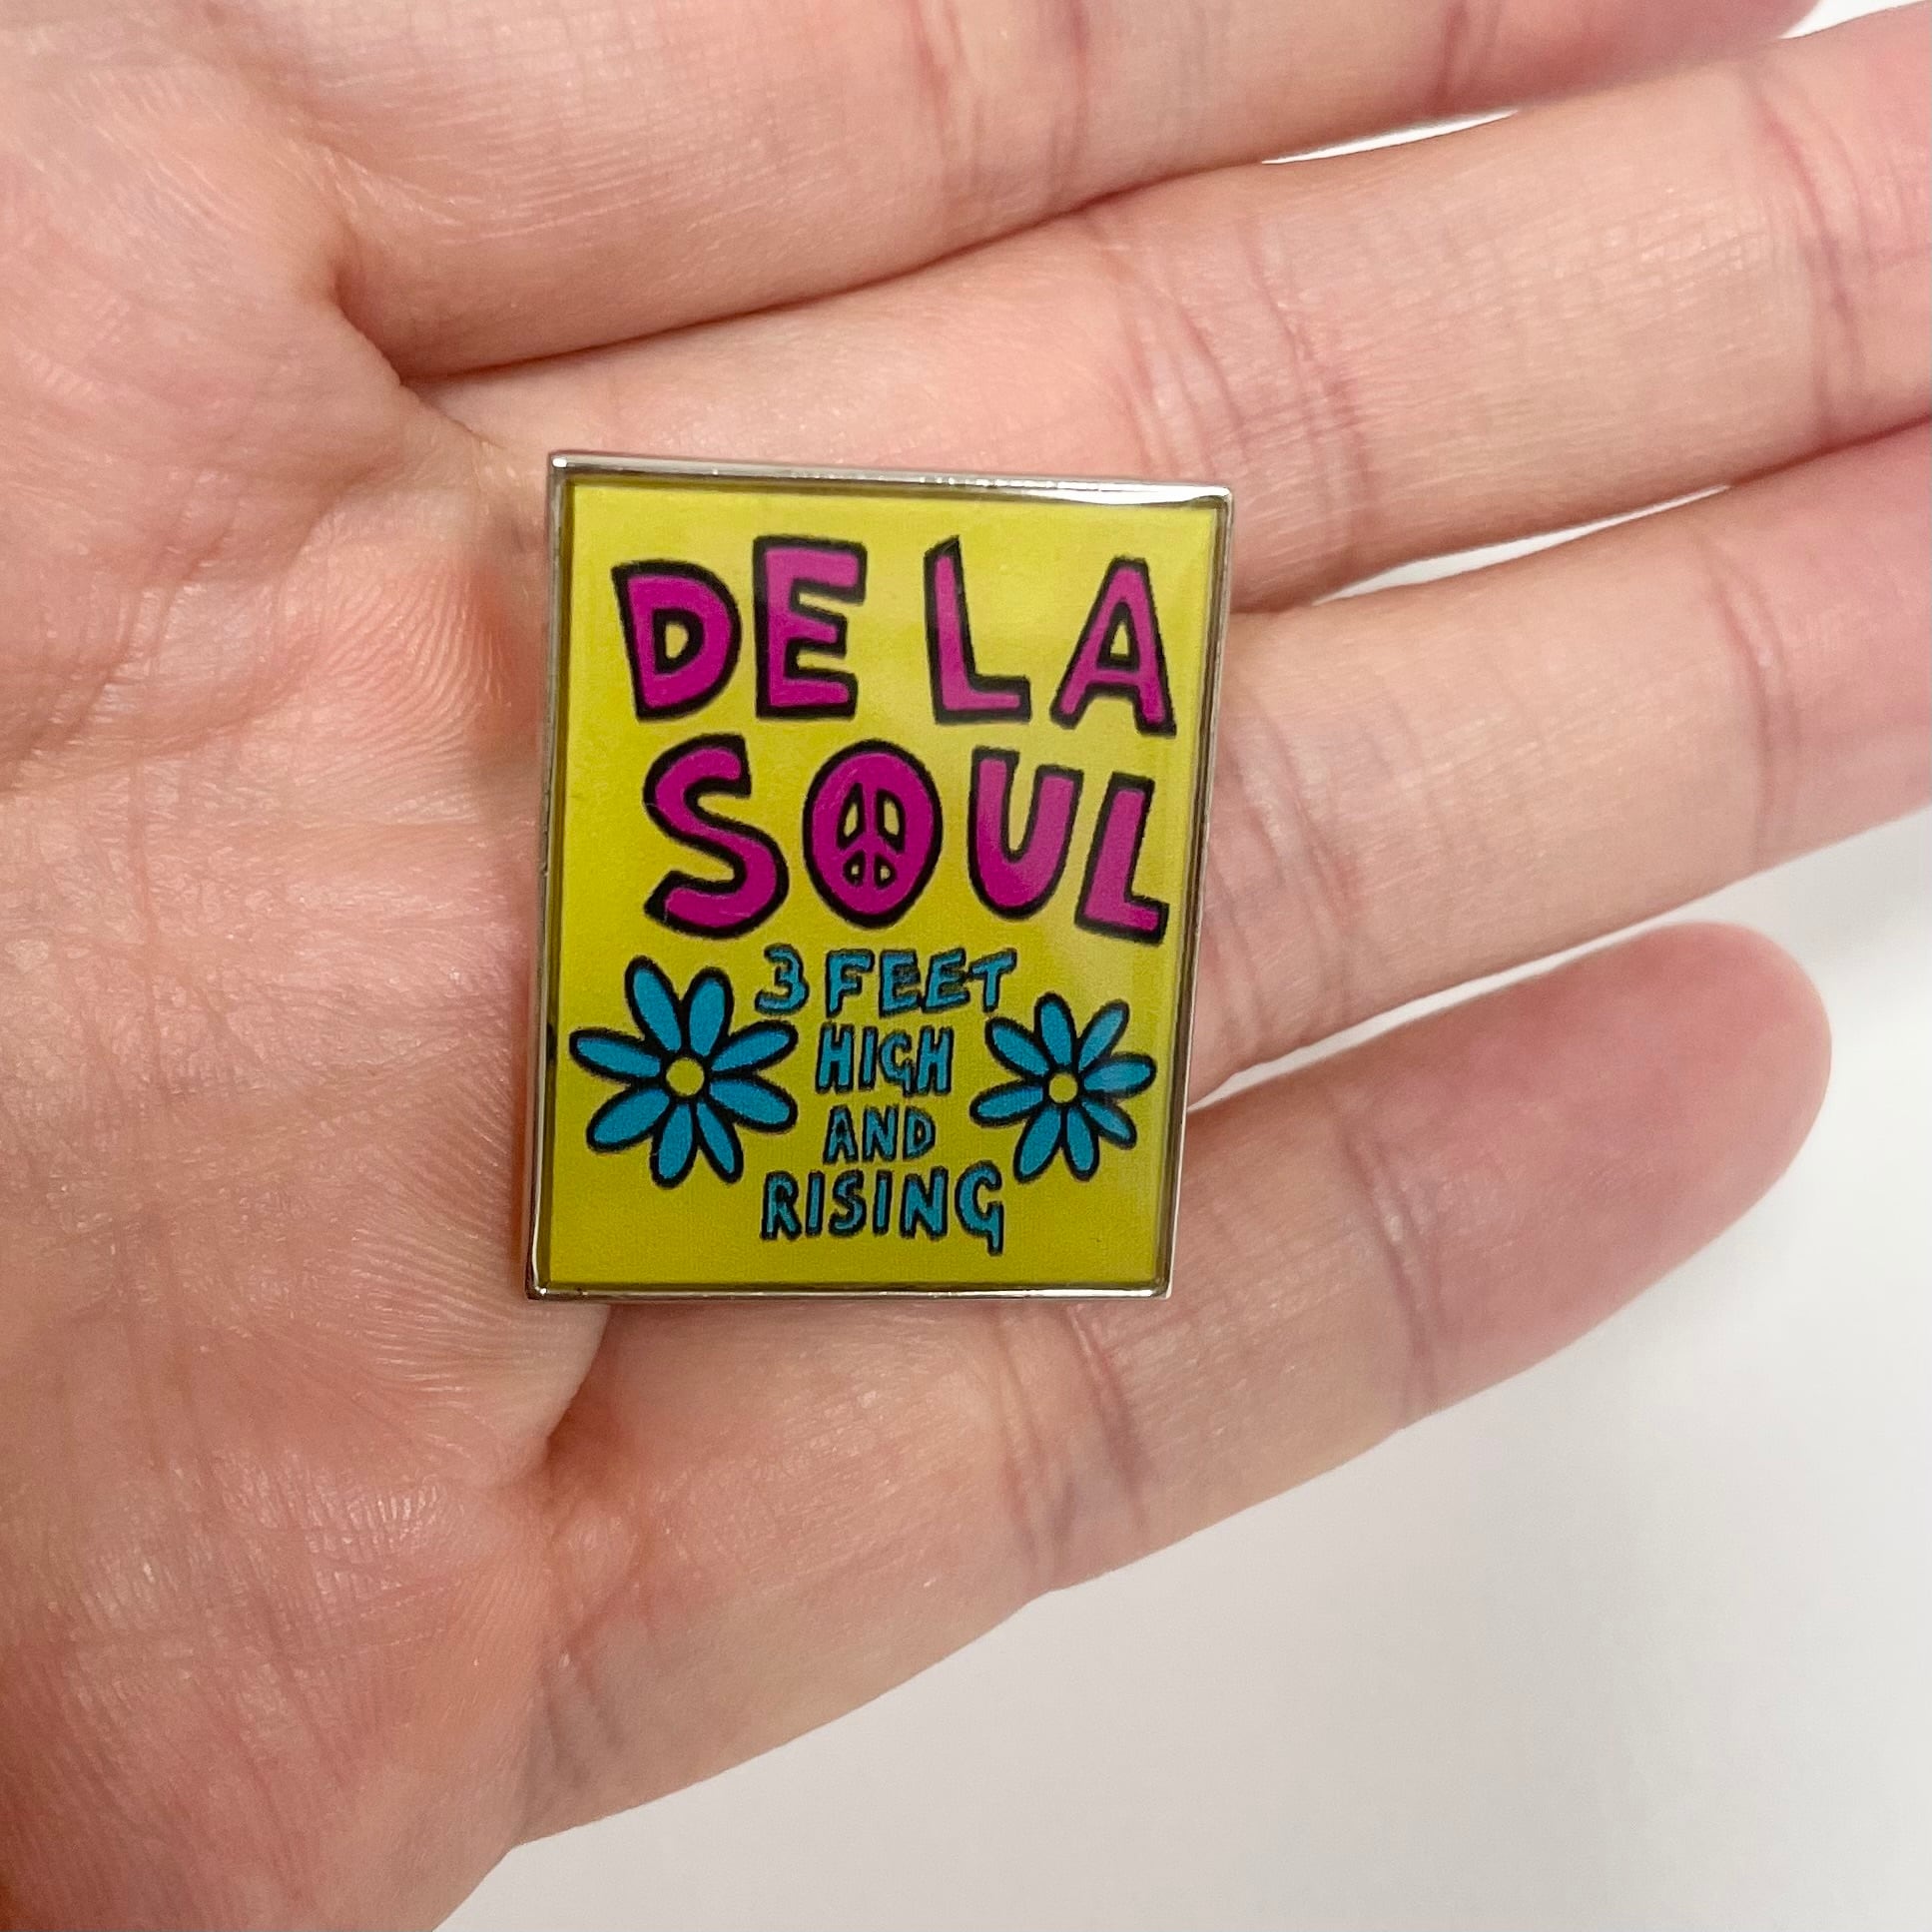 DE LA
SOUL
3 FEET
HIGH
AND
RISING